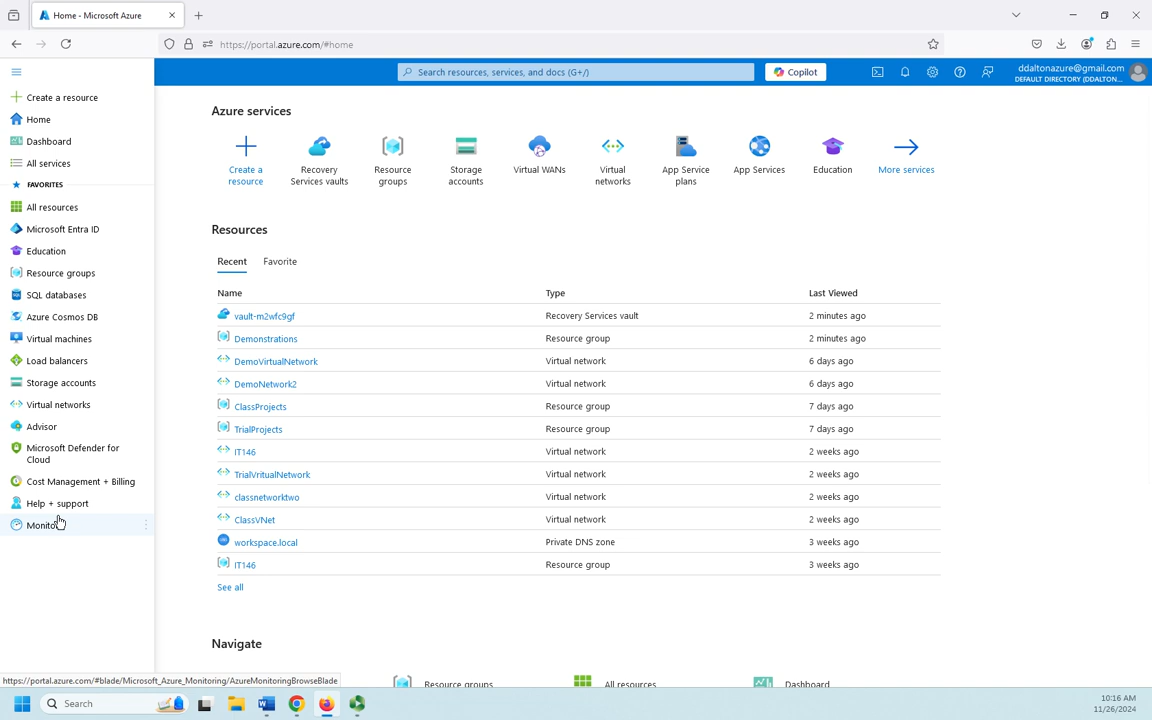 Home - Microsoft Azure
https://portal.azure.com/#home
Search resources, services, and docs (G+/)
Copilot
ddaltonazure@gmail.com
DEFAULT DIRECTORY (DDALTON...
Create a resource
Home
Dashboard
All services
FAVORITES
All resources
Microsoft Entra ID
Education
Resource groups
SQL databases
Azure Cosmos DB
Virtual machines
Load balancers
Storage accounts
Virtual networks
Advisor
Microsoft Defender for
Cloud
Cost Management + Billing
Help + support
Monitor
Azure services
Create a
resource
Recovery
Services vaults
Resource
groups
Storage
accounts
Virtual WANs
Virtual
networks
App Service
plans
App Services
Education
More services
Resources
Recent Favorite
Name Type Last Viewed
vault-m2wfc9gf Recovery Services vault 2 minutes ago
Demonstrations Resource group 2 minutes ago
DemoVirtualNetwork Virtual network 6 days ago
DemoNetwork2 Virtual network 6 days ago
ClassProjects Resource group 7 days ago
TrialProjects Resource group 7 days ago
IT146 Virtual network 2 weeks ago
TrialVritualNetwork Virtual network 2 weeks ago
classnetworktwo Virtual network 2 weeks ago
ClassVNet Virtual network 2 weeks ago
workspace.local Private DNS zone 3 weeks ago
IT146 Resource group 3 weeks ago
See all
Navigate
Resource groups All resources Dashboard
https://portal.azure.com/#blade/Microsoft_Azure_Monitoring/AzureMonitoringBrowseBlade
Search
10:16 AM
11/26/2024